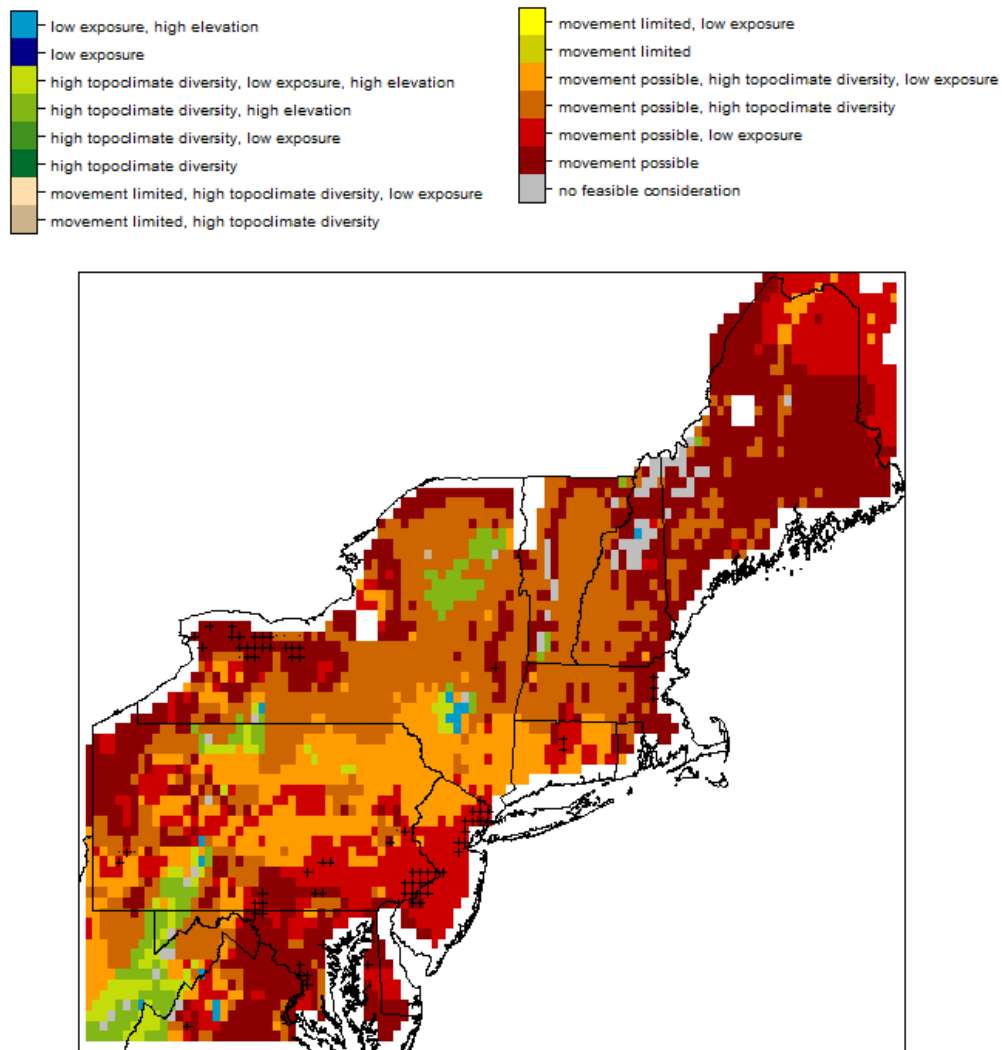 low exposure, high elevation
low exposure
high topoclimate diversity, low exposure, high elevation
high topoclimate diversity, high elevation
high topoclimate diversity, low exposure
high topoclimate diversity
movement limited, high topoclimate diversity, low exposure
movement limited, high topoclimate diversity
movement limited, low exposure
movement limited
movement possible, high topoclimate diversity, low exposure
movement possible, high topoclimate diversity
movement possible, low exposure
movement possible
no feasible consideration